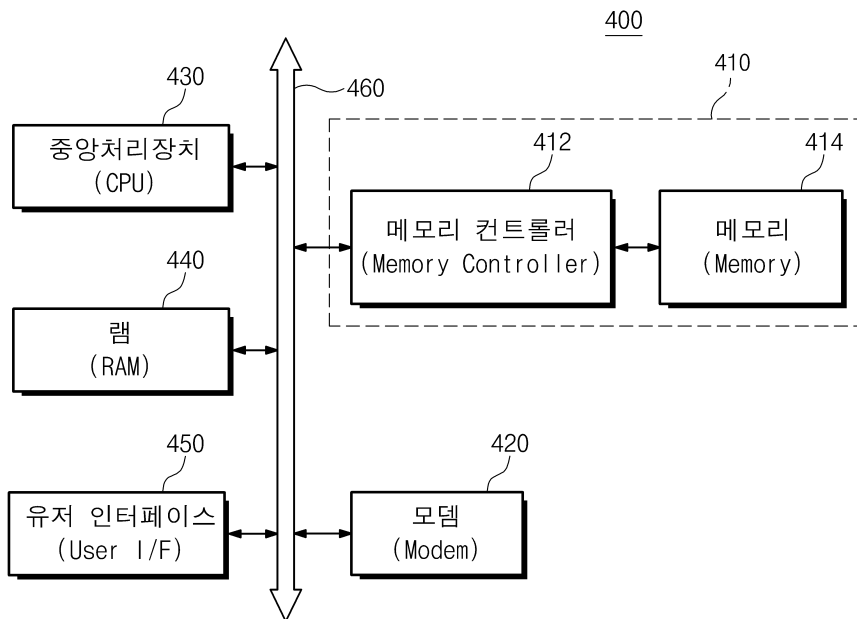 400
430
460
410
중앙처리장치
(CPU)
412
414
메모리 컨트롤러
(Memory Controller)
메모리
(Memory)
440
램
(RAM)
450
420
유저 인터페이스
(User I/F)
모뎀
(Modem)